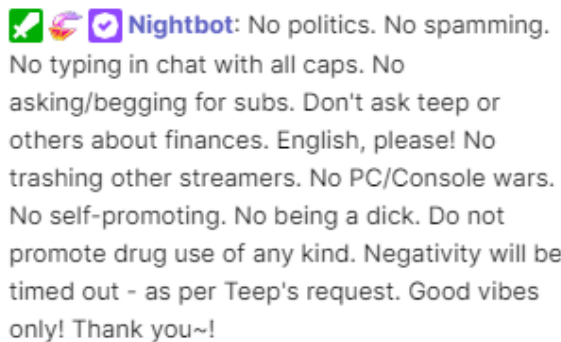 Nightbot: No politics. No spamming.
No typing in chat with all caps. No
asking/begging for subs. Don't ask teep or
others about finances. English, please! No
trashing other streamers. No PC/Console wars.
No self-promoting. No being a dick. Do not
promote drug use of any kind. Negativity will be
timed out - as per Teep's request. Good vibes
only! Thank you~!